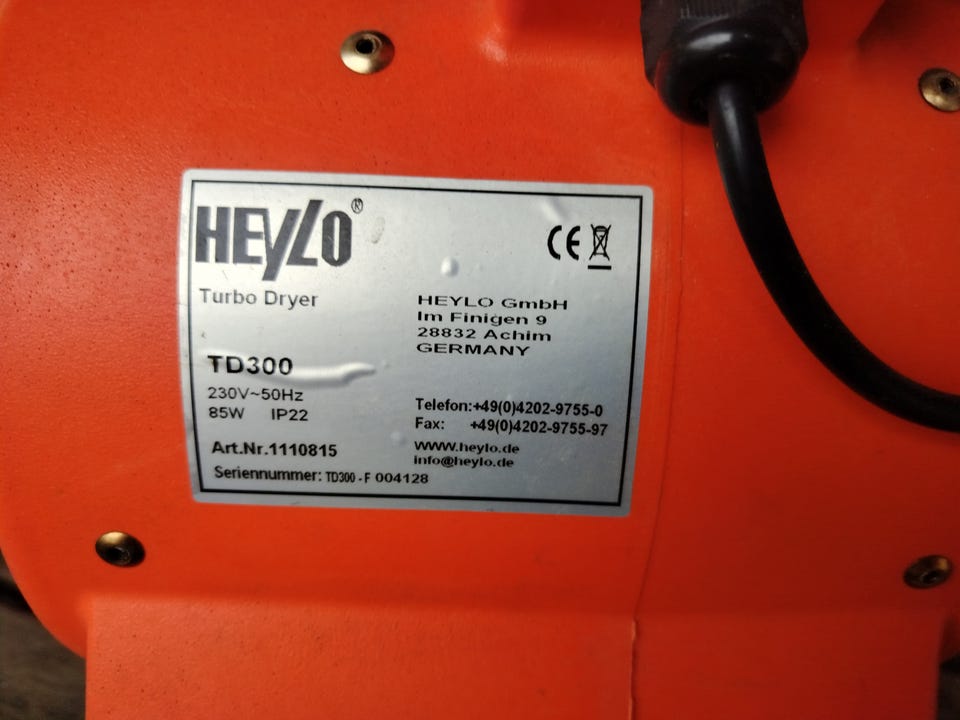 HEYLO®
CE
Turbo Dryer
HEYLO GmbH
Im Finigen 9
28832 Achim
GERMANY
TD300
230V~50Hz
85W IP22
Telefon:+49(0)4202-9755-0
Fax: +49(0)4202-9755-97
Art.Nr.1110815
WWW.heylo.de
info@heylo.de
Seriennummer: TD300 - F 004128